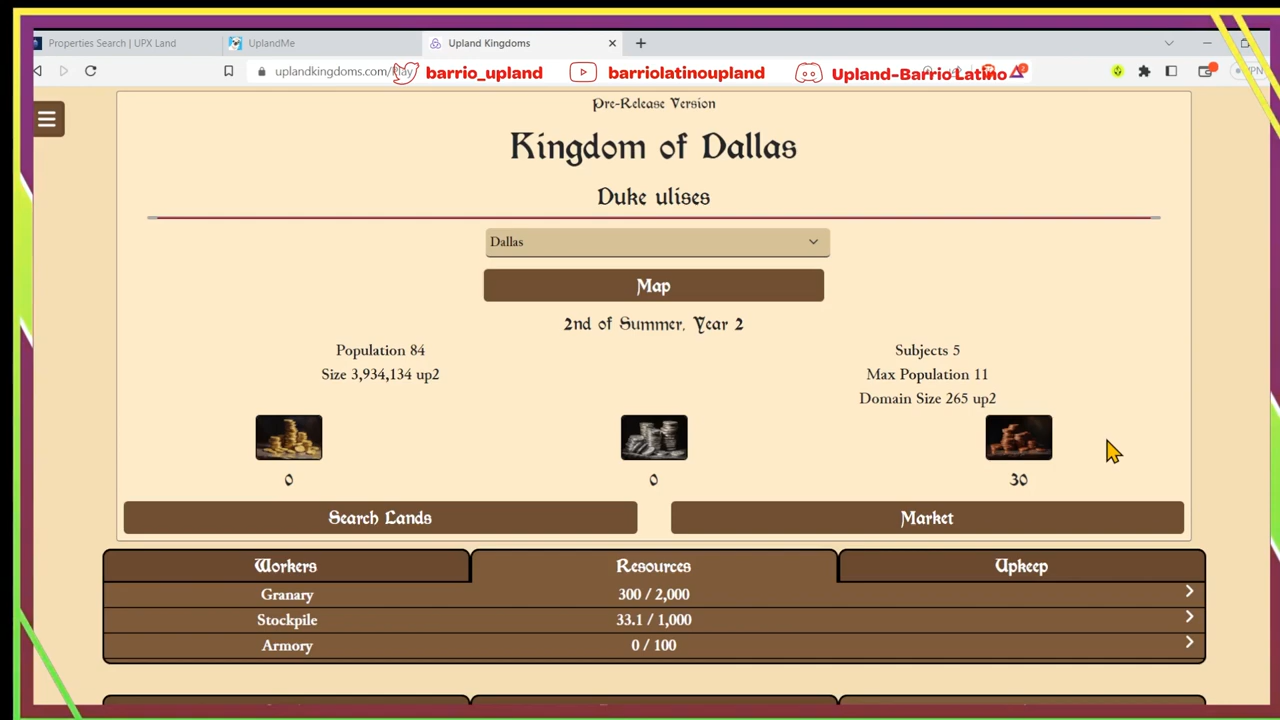 Properties Search | UPX Land
UplandMe
Upland Kingdoms
uplandkingdoms.com/Play
barrio_upland
barriolatinoupland
Upland-Barrio Latino
VPN
Pre-Release Version
Kingdom of Dallas
Duke ulises
Dallas
Map
2nd of Summer, Year 2
Population 84
Size 3,934,134 up2
Subjects 5
Max Population 11
Domain Size 265 up2
0
0
30
Search Lands
Market
Workers
Resources
Upkeep
Granary 300 / 2,000
Stockpile 33.1 / 1,000
Armory 0 / 100